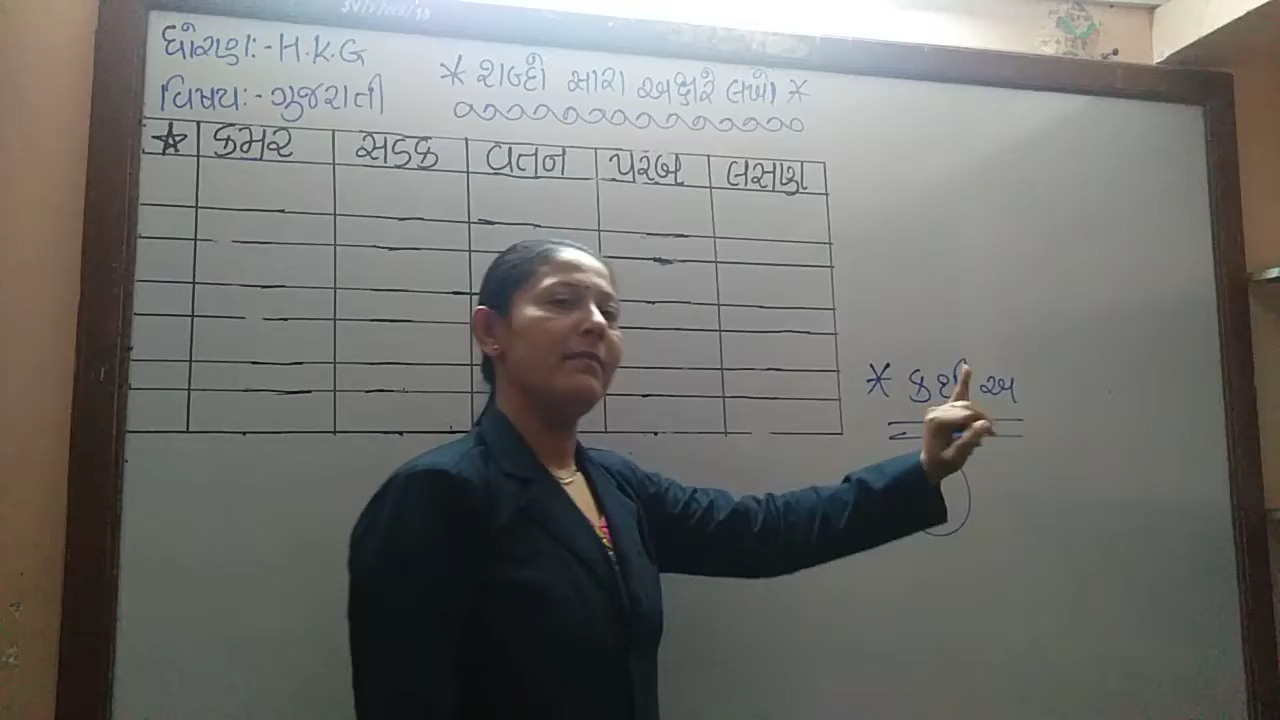 ધોરણ:-H.K.G
વિષય:-ગુજરાતી
* શબ્દો સારા અક્ષરે લખો *
કમર સડક વતન પરબ લસણ
* ક અ